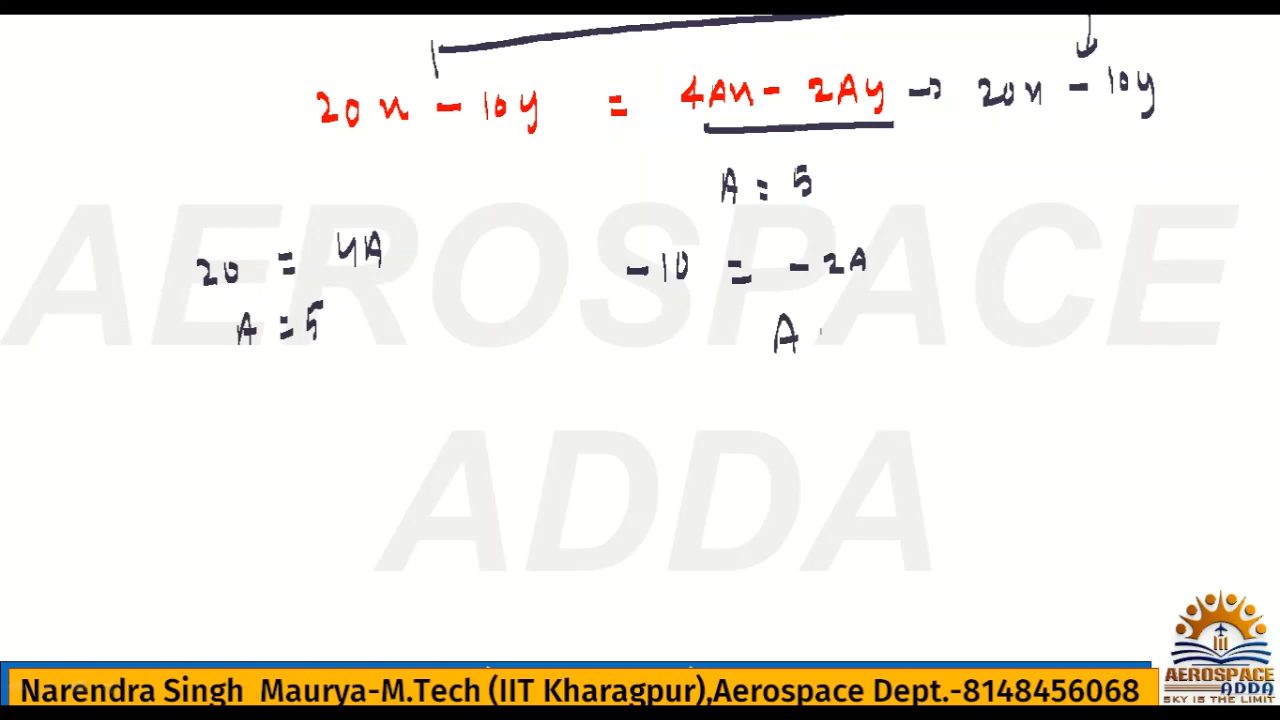 20x - 10y = 4Ax - 2Ay → 20x - 10y
A = 5
20 = 4A
-10 = -2A
A = 5
A
AEROSPACE
ADDA
AEROSPACE
ADDA
SKY IS THE LIMIT
Narendra Singh Maurya-M.Tech (IIT Kharagpur),Aerospace Dept.-8148456068